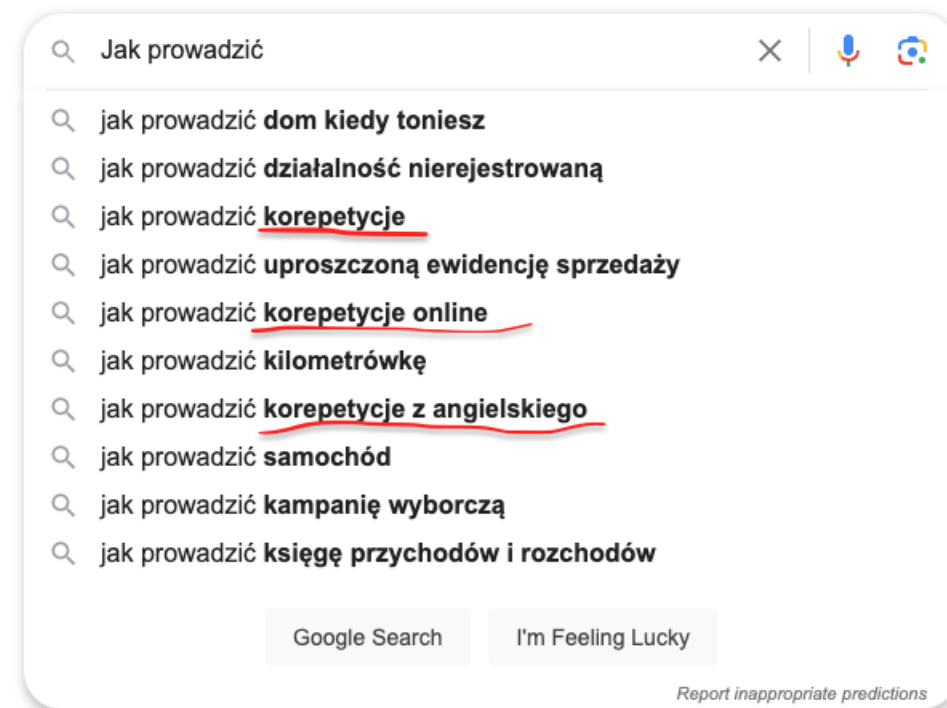 Jak prowadzić
jak prowadzić dom kiedy toniesz
jak prowadzić działalność nierejestrowaną
jak prowadzić korepetycje
jak prowadzić uproszczoną ewidencję sprzedaży
jak prowadzić korepetycje online
jak prowadzić kilometrówkę
jak prowadzić korepetycje z angielskiego
jak prowadzić samochód
jak prowadzić kampanię wyborczą
jak prowadzić księgę przychodów i rozchodów
Google Search I'm Feeling Lucky
Report inappropriate predictions